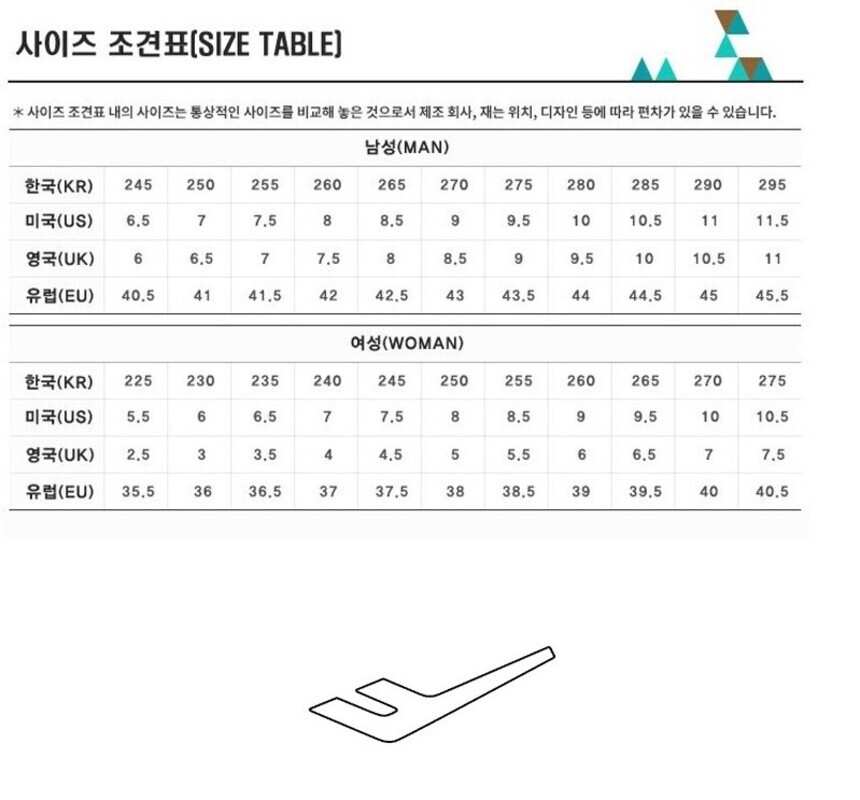 사이즈 조견표(SIZE TABLE)
* 사이즈 조견표 내의 사이즈는 통상적인 사이즈를 비교해 놓은 것으로서 제조 회사, 재는 위치, 디자인 등에 따라 편차가 있을 수 있습니다.
남성(MAN)
한국(KR) 245 250 255 260 265 270 275 280 285 290 295
미국(US) 6.5 7 7.5 8 8.5 9 9.5 10 10.5 11 11.5
영국(UK) 6 6.5 7 7.5 8 8.5 9 9.5 10 10.5 11
유럽(EU) 40.5 41 41.5 42 42.5 43 43.5 44 44.5 45 45.5
여성(WOMAN)
한국(KR) 225 230 235 240 245 250 255 260 265 270 275
미국(US) 5.5 6 6.5 7 7.5 8 8.5 9 9.5 10 10.5
영국(UK) 2.5 3 3.5 4 4.5 5 5.5 6 6.5 7 7.5
유럽(EU) 35.5 36 36.5 37 37.5 38 38.5 39 39.5 40 40.5